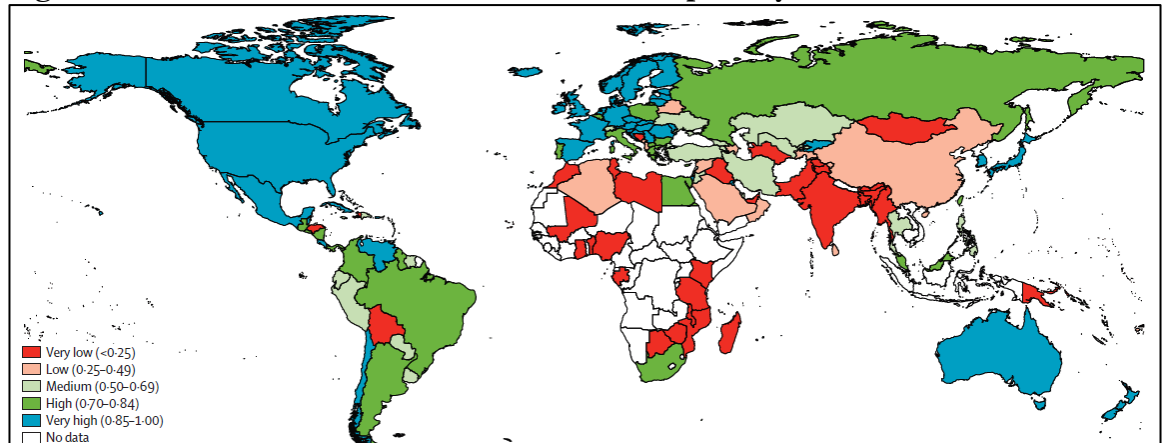 Very low (<0·25)
Low (0·25–0·49)
Medium (0·50–0·69)
High (0·70–0·84)
Very high (0·85–1·00)
No data